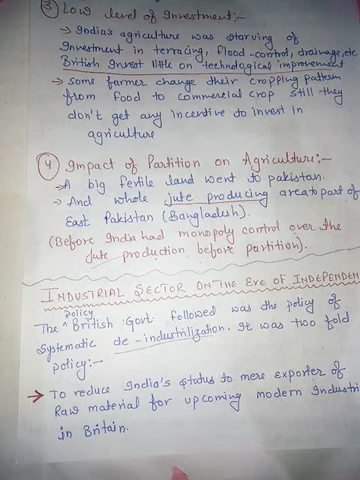 ③ Low level of Investment:-
→ India's agriculture was starving of
Investment in terracing, flood-control, drainage, etc
British Invest little on technological improvement
→ Some farmer change their cropping pattern
from food to commercial crop still they
don't get any incentive to invest in
agriculture
④ Impact of Partition on Agriculture:-
→ A big fertile land went to pakistan.
→ And whole jute producing area to part of
East Pakistan (Bangladesh).
(Before India had monopoly control over the
jute production before partition).
INDUSTRIAL SECTOR ON THE EVE OF INDEPENDEN
policy
The ^ British Govt followed was the policy of
Systematic de-industrilization. It was two fold
policy:-
→ To reduce India's status to mere exporter of
Raw material for upcoming modern Industri
in Britain.